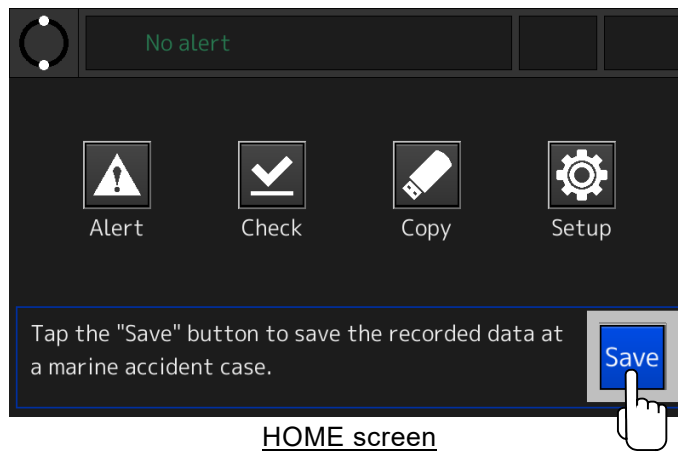 No alert
Alert
Check
Copy
Setup
Tap the "Save" button to save the recorded data at
a marine accident case.
Save
HOME screen